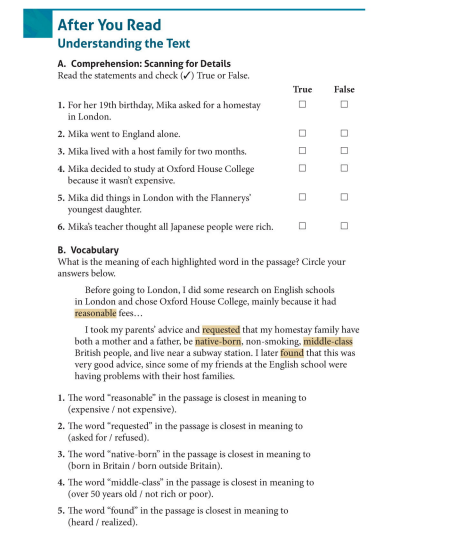 After You Read
Understanding the Text
A. Comprehension: Scanning for Details
Read the statements and check (✓) True or False.
True False
1. For her 19th birthday, Mika asked for a homestay
in London.
2. Mika went to England alone.
3. Mika lived with a host family for two months.
4. Mika decided to study at Oxford House College
because it wasn't expensive.
5. Mika did things in London with the Flannerys'
youngest daughter.
6. Mika's teacher thought all Japanese people were rich.
B. Vocabulary
What is the meaning of each highlighted word in the passage? Circle your
answers below.
Before going to London, I did some research on English schools
in London and chose Oxford House College, mainly because it had
reasonable fees…
I took my parents' advice and requested that my homestay family have
both a mother and a father, be native-born, non-smoking, middle-class
British people, and live near a subway station. I later found that this was
very good advice, since some of my friends at the English school were
having problems with their host families.
1. The word "reasonable" in the passage is closest in meaning to
(expensive / not expensive).
2. The word "requested" in the passage is closest in meaning to
(asked for / refused).
3. The word "native-born" in the passage is closest in meaning to
(born in Britain / born outside Britain).
4. The word "middle-class" in the passage is closest in meaning to
(over 50 years old / not rich or poor).
5. The word "found" in the passage is closest in meaning to
(heard / realized).